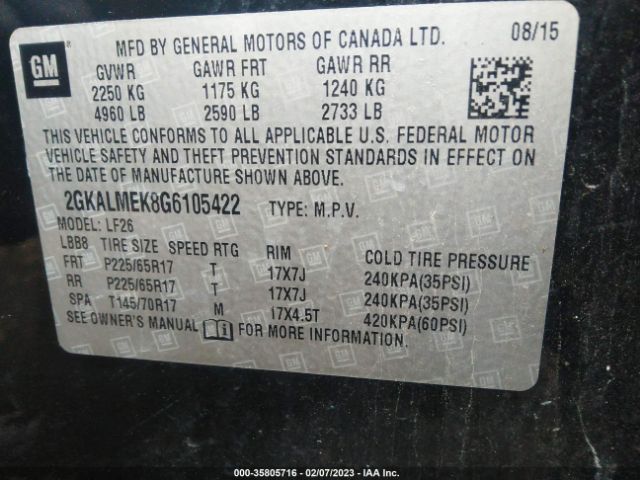 GM
MFD BY GENERAL MOTORS OF CANADA LTD. 08/15
GVWR GAWR FRT GAWR RR
2250 KG 1175 KG 1240 KG
4960 LB 2590 LB 2733 LB
THIS VEHICLE CONFORMS TO ALL APPLICABLE U.S. FEDERAL MOTOR
VEHICLE SAFETY AND THEFT PREVENTION STANDARDS IN EFFECT ON
THE DATE OF MANUFACTURE SHOWN ABOVE.
2GKALMEK8G6105422 TYPE: M.P.V.
MODEL: LF26
LBB8 TIRE SIZE SPEED RTG RIM COLD TIRE PRESSURE
FRT P225/65R17 T 17X7J 240KPA(35PSI)
RR P225/65R17 T 17X7J 240KPA(35PSI)
SPA T145/70R17 M 17X4.5T 420KPA(60PSI)
SEE OWNER'S MANUAL FOR MORE INFORMATION.
000-35805716 - 02/07/2023 - IAA Inc.